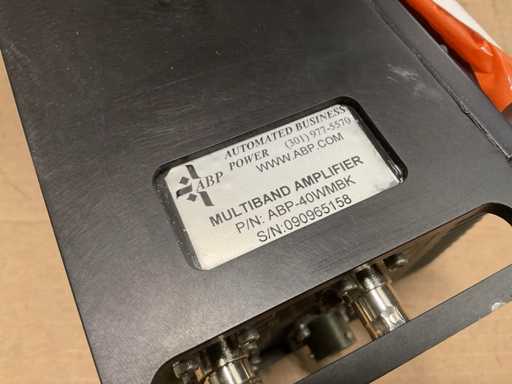 AUTOMATED BUSINESS
POWER (301) 977-5570
WWW.ABP.COM
ABP
MULTIBAND AMPLIFIER
P/N: ABP-40WMBK
S/N:090965158